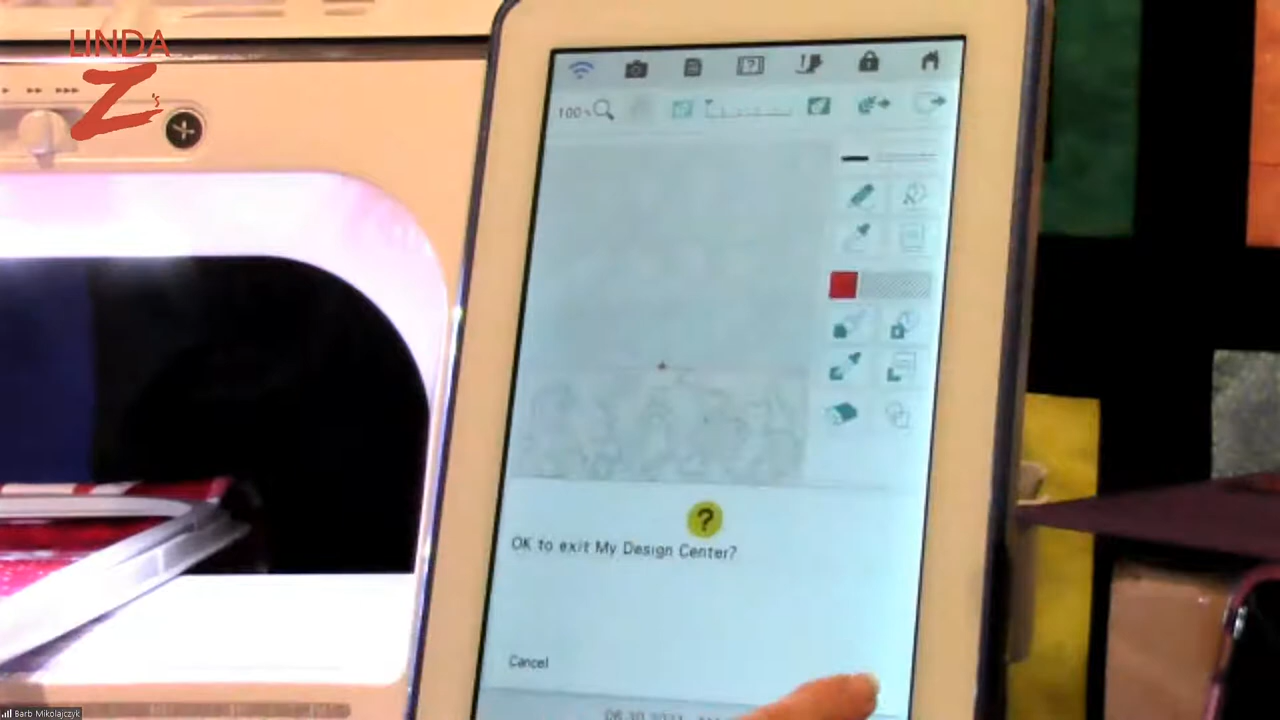 LINDA
Z's
100%
OK to exit My Design Center?
Cancel
Barb Mikolajczyk